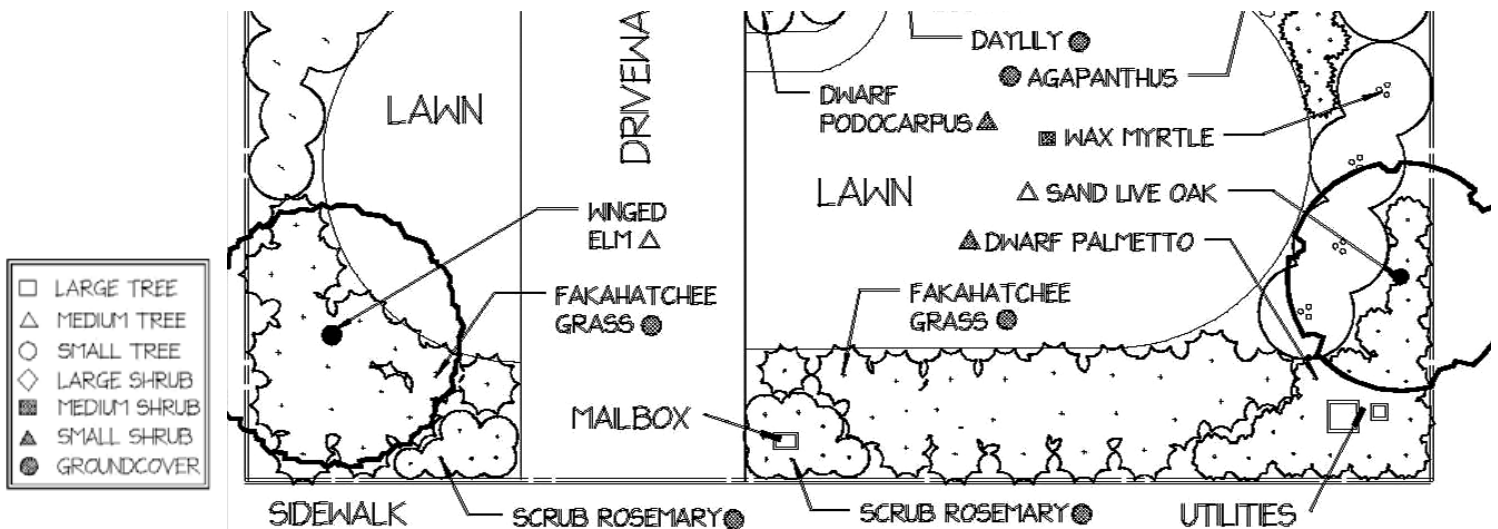 LARGE TREE
MEDIUM TREE
SMALL TREE
LARGE SHRUB
MEDIUM SHRUB
SMALL SHRUB
GROUNDCOVER
LAWN
WINGED
ELM
FAKAHATCHEE
GRASS
SIDEWALK
SCRUB ROSEMARY
MAILBOX
DAYLILY
AGAPANTHUS
DWARF
PODOCARPUS
WAX MYRTLE
LAWN
SAND LIVE OAK
DWARF PALMETTO
FAKAHATCHEE
GRASS
SCRUB ROSEMARY
UTILITIES